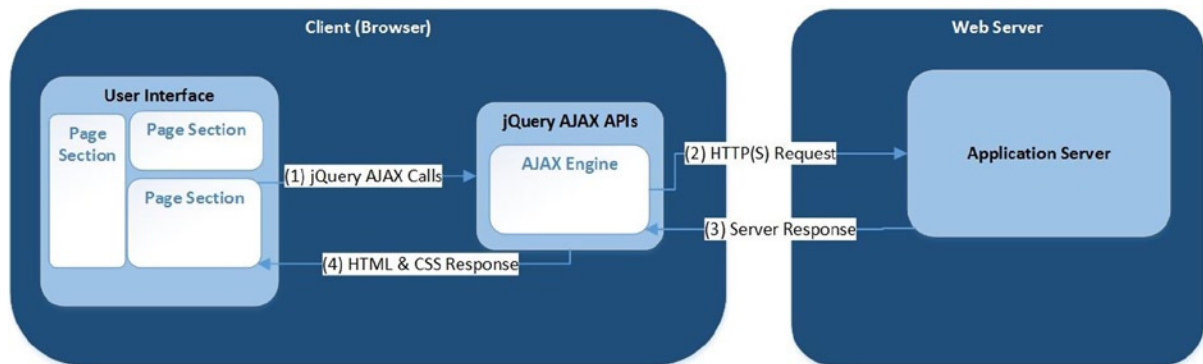 Client (Browser)
Web Server
User Interface
Page
Section
Page Section
Page Section
(1) jQuery AJAX Calls
jQuery AJAX APIs
AJAX Engine
(2) HTTP(S) Request
Application Server
(3) Server Response
(4) HTML & CSS Response